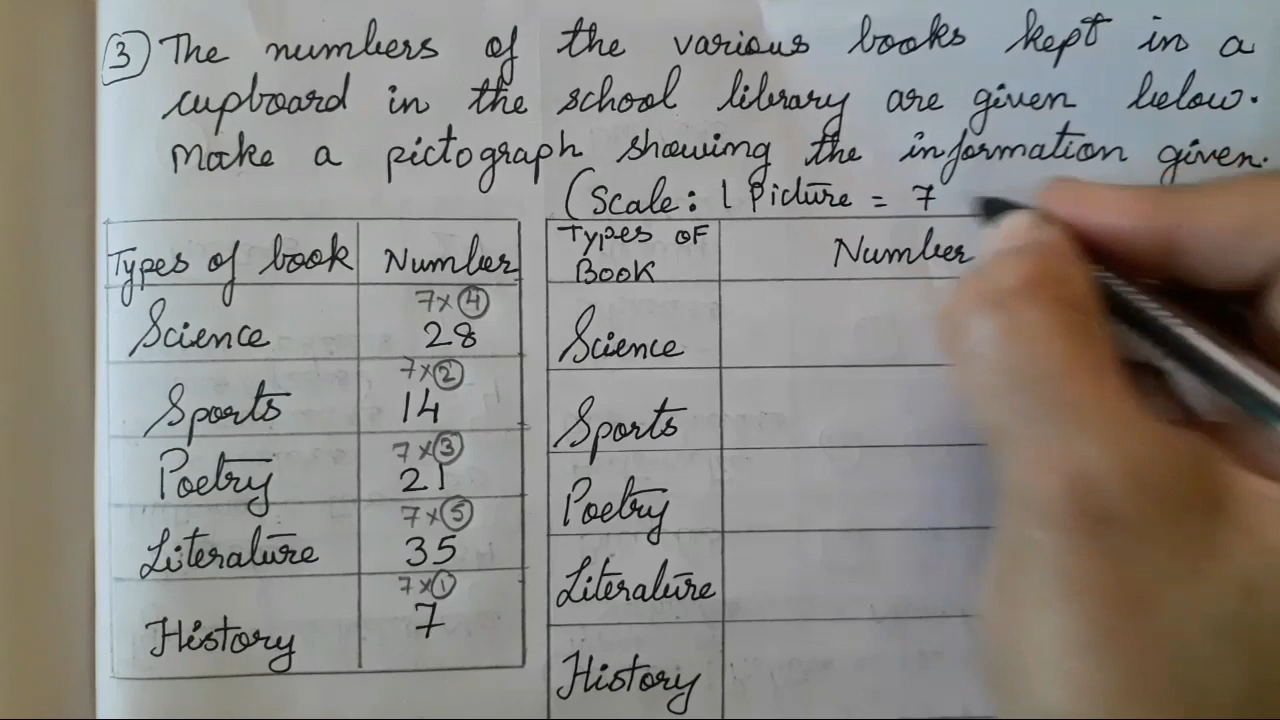 3 The numbers of the various books kept in a
cupboard in the school library are given below.
Make a pictograph showing the information given.
(Scale: 1 Picture = 7
Types of book Number
7×4
Science 28
7×2
Sports 14
7×3
Poetry 21
7×5
Literature 35
7×1
History 7
Types of
Book
Number
Science
Sports
Poetry
Literature
History